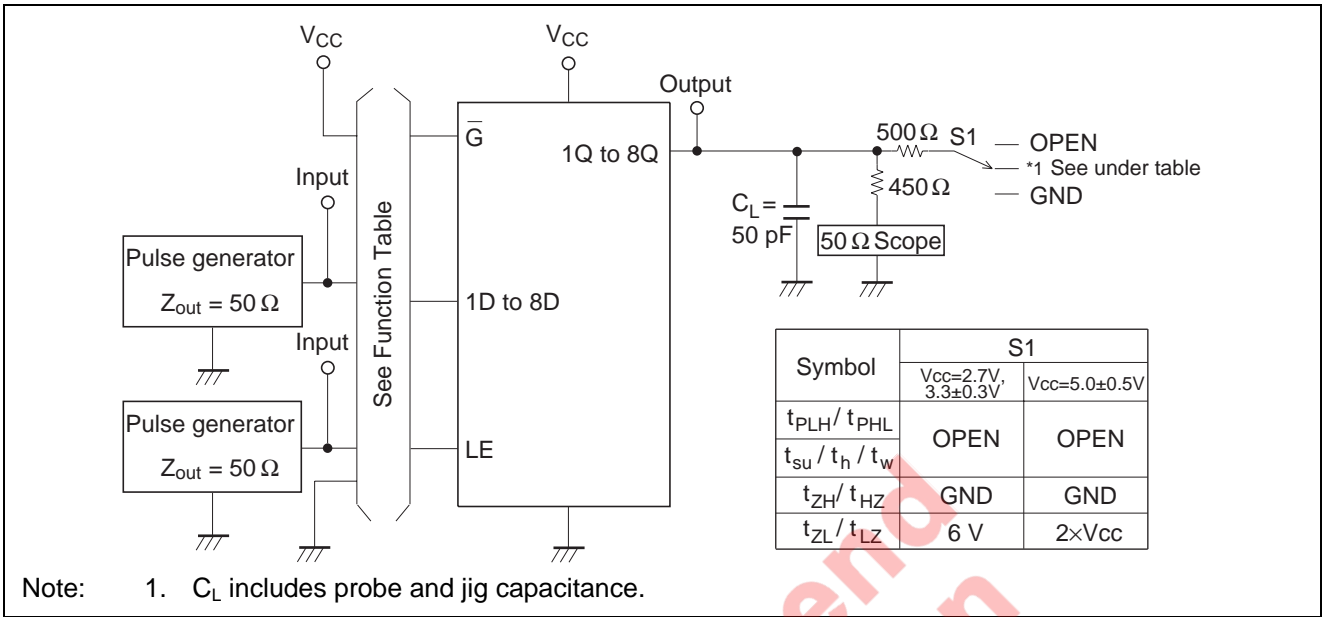 VCC
VCC
Output
G
1Q to 8Q
500 Ω
S1
OPEN
*1 See under table
GND
450 Ω
CL =
50 pF
50 Ω Scope
Input
Pulse generator
Zout = 50 Ω
See Function Table
1D to 8D
Input
Pulse generator
Zout = 50 Ω
LE
Symbol
S1
Vcc=2.7V,
3.3±0.3V
Vcc=5.0±0.5V
tPLH / tPHL
OPEN
OPEN
tsu / th / tw
tZH / tHZ
GND
GND
tZL / tLZ
6 V
2×Vcc
Note: 1. CL includes probe and jig capacitance.